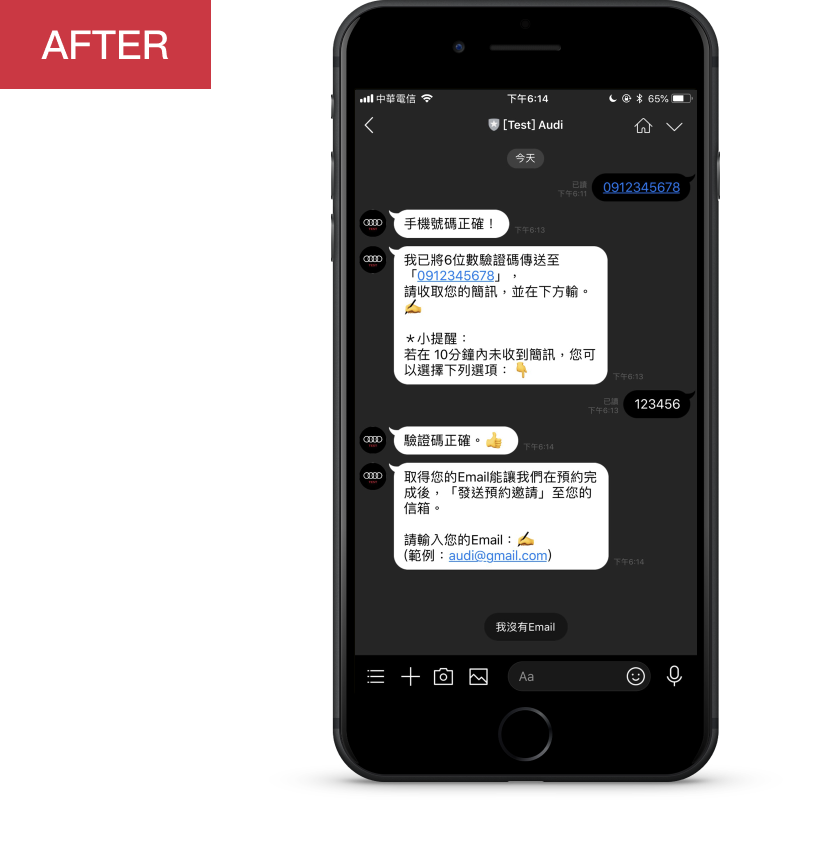 AFTER
中華電信 下午6:14 65%
[Test] Audi
今天
已讀
下午6:11
0912345678
手機號碼正確！
下午6:13
我已將6位數驗證碼傳送至
「0912345678」，
請收取您的簡訊，並在下方輸。
✍️
＊小提醒：
若在 10分鐘內未收到簡訊，您可
以選擇下列選項：👇
下午6:13
已讀
下午6:13
123456
驗證碼正確。👍
下午6:14
取得您的Email能讓我們在預約完
成後，「發送預約邀請」至您的
信箱。
請輸入您的Email：✍️
(範例：audi@gmail.com)
下午6:14
我沒有Email
Aa